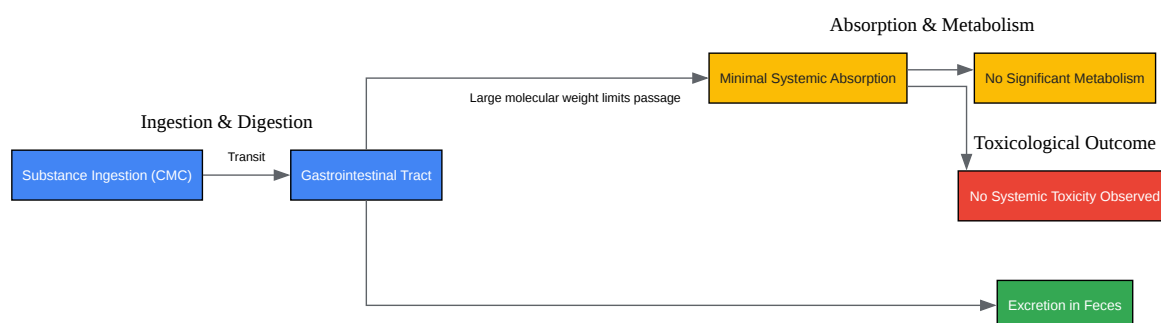 Absorption & Metabolism
Minimal Systemic Absorption
No Significant Metabolism
Large molecular weight limits passage
Ingestion & Digestion
Toxicological Outcome
Transit
Substance Ingestion (CMC)
Gastrointestinal Tract
No Systemic Toxicity Observed
Excretion in Feces